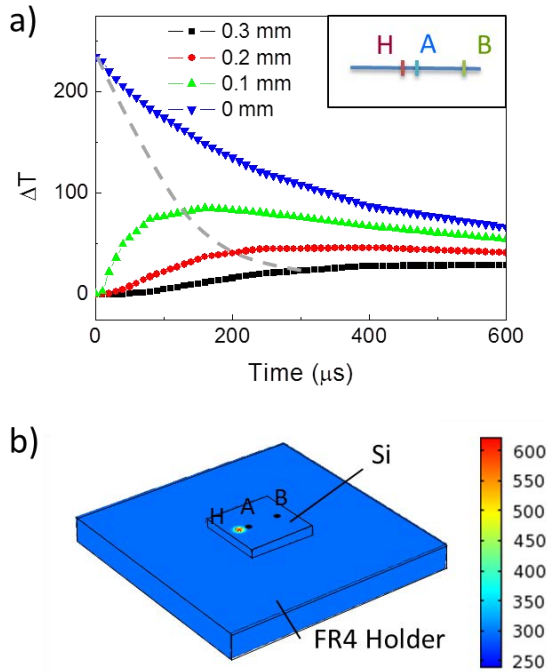 a)
0.3 mm
0.2 mm
0.1 mm
0 mm
H A B
200
100
0
ΔT
0 200 400 600
Time (μs)
b)
Si
H A B
FR4 Holder
600
550
500
450
400
350
300
250